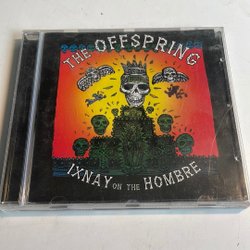 THE OFFSPRING
IXNAY ON THE HOMBRE